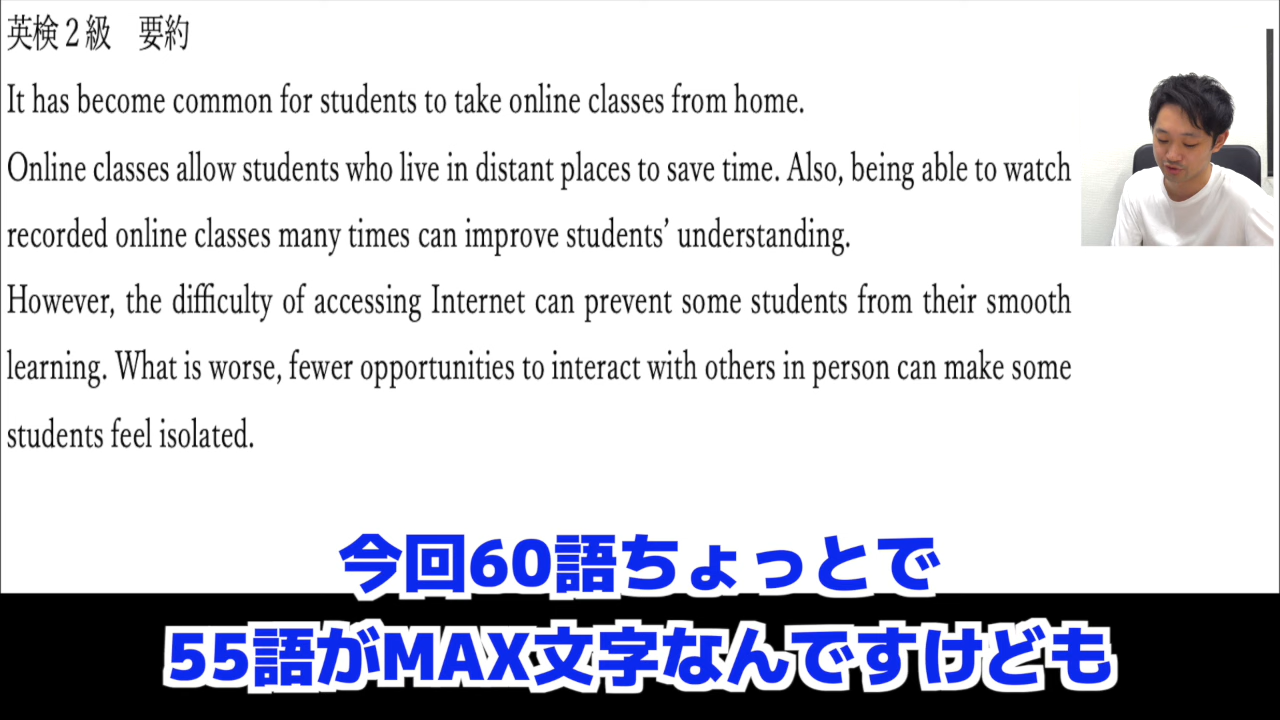 英検２級　要約
It has become common for students to take online classes from home.
Online classes allow students who live in distant places to save time. Also, being able to watch
recorded online classes many times can improve students’ understanding.
However, the difficulty of accessing Internet can prevent some students from their smooth
learning. What is worse, fewer opportunities to interact with others in person can make some
students feel isolated.
今回60語ちょっとで
55語がMAX文字なんですけども